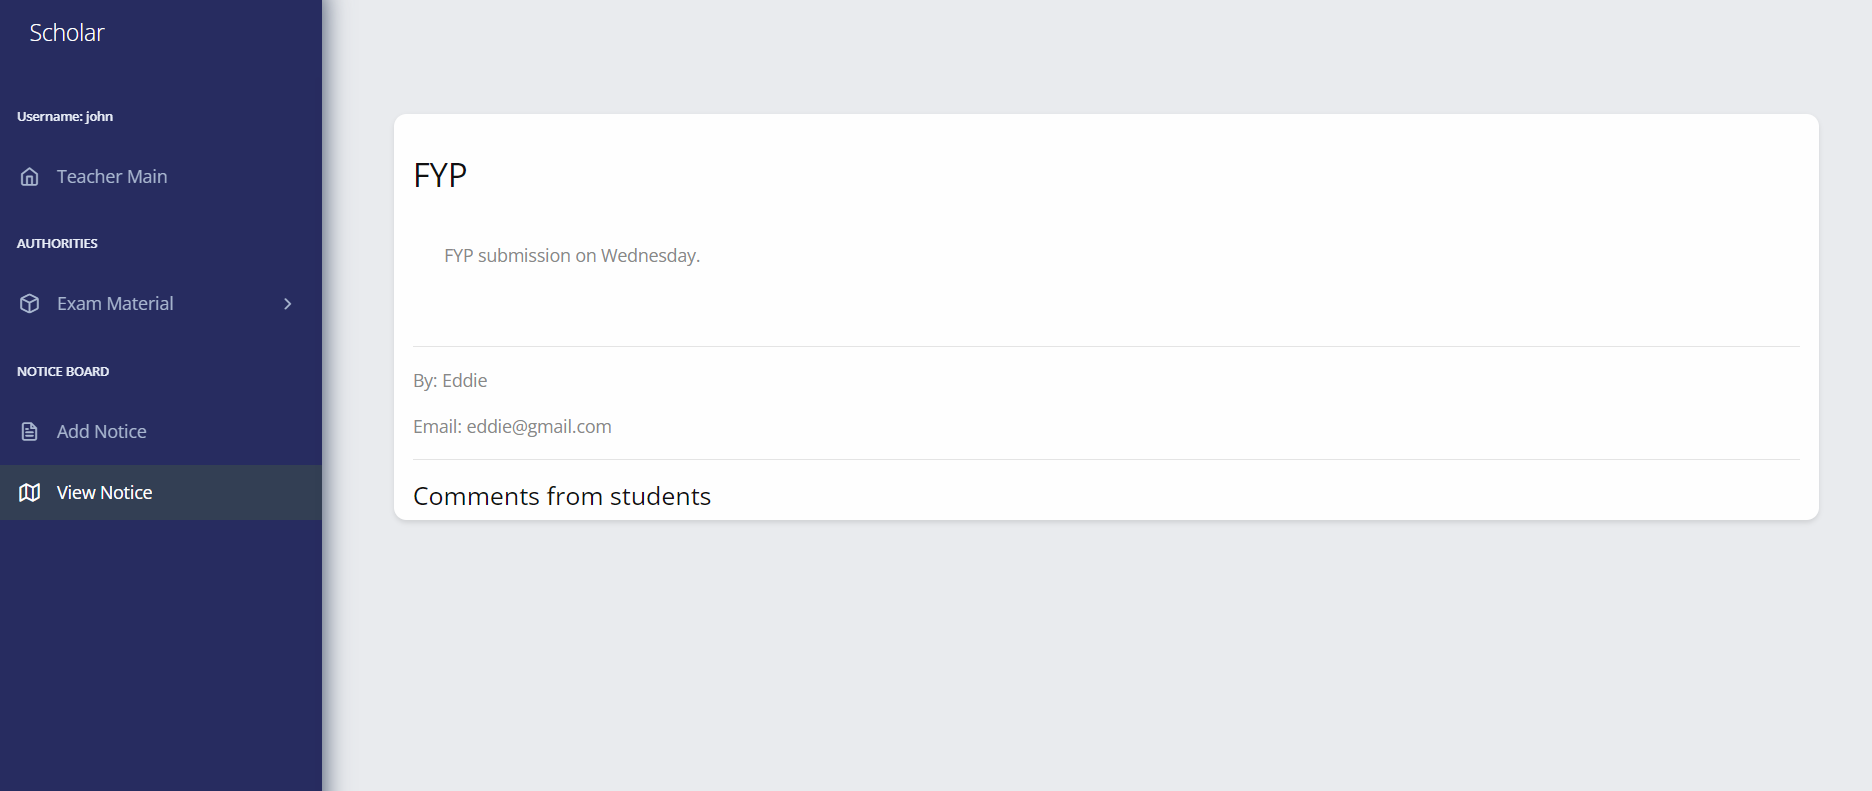 Scholar
Username: john
Teacher Main
AUTHORITIES
Exam Material
NOTICE BOARD
Add Notice
View Notice
FYP
FYP submission on Wednesday.
By: Eddie
Email: eddie@gmail.com
Comments from students